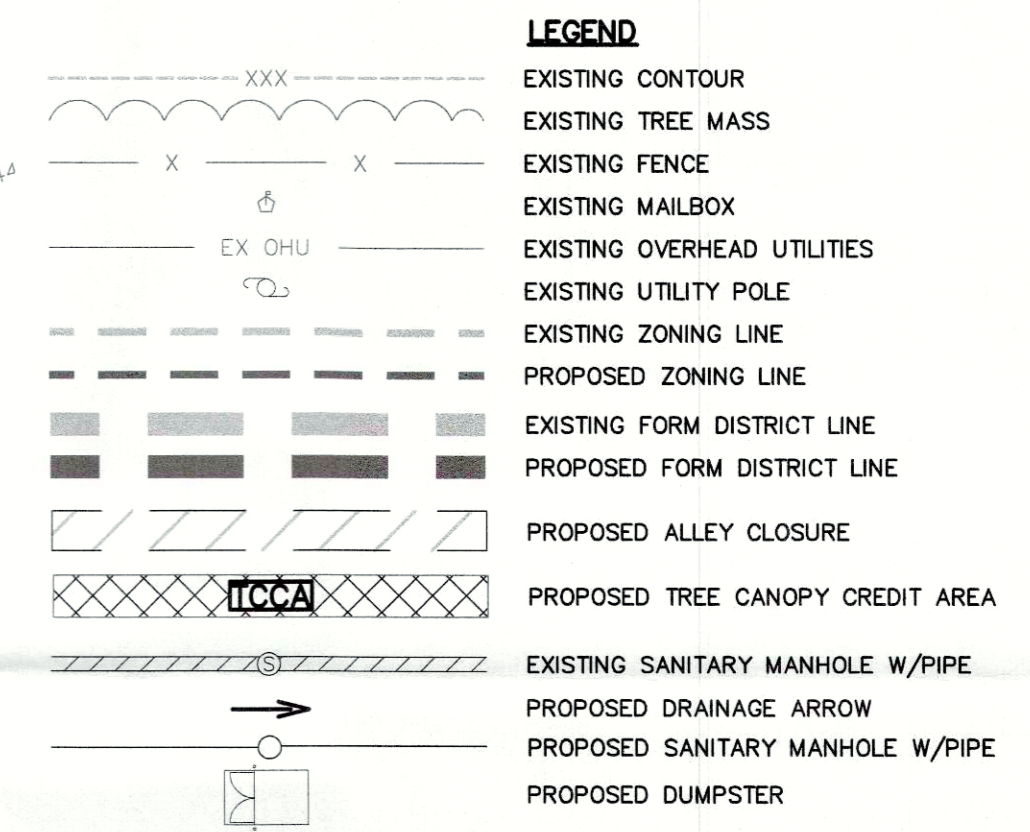 LEGEND
XXX EXISTING CONTOUR
EXISTING TREE MASS
X X EXISTING FENCE
EXISTING MAILBOX
EX OHU EXISTING OVERHEAD UTILITIES
EXISTING UTILITY POLE
EXISTING ZONING LINE
PROPOSED ZONING LINE
EXISTING FORM DISTRICT LINE
PROPOSED FORM DISTRICT LINE
PROPOSED ALLEY CLOSURE
TCCA PROPOSED TREE CANOPY CREDIT AREA
S EXISTING SANITARY MANHOLE W/PIPE
PROPOSED DRAINAGE ARROW
PROPOSED SANITARY MANHOLE W/PIPE
PROPOSED DUMPSTER